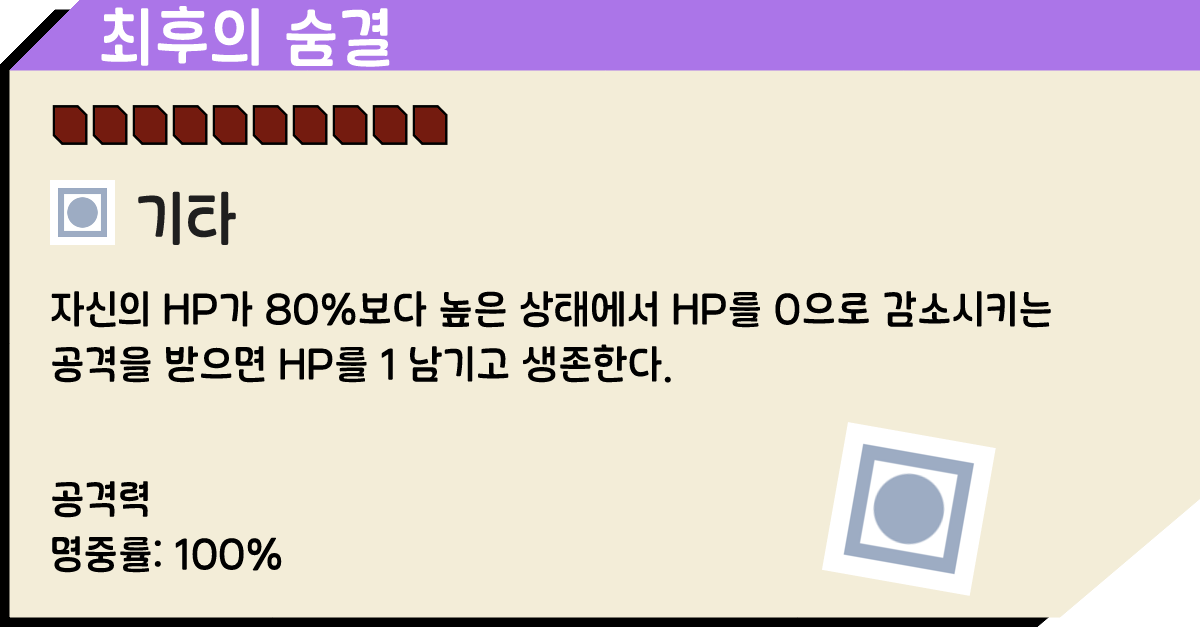 최후의 숨결
기타
자신의 HP가 80%보다 높은 상태에서 HP를 0으로 감소시키는
공격을 받으면 HP를 1 남기고 생존한다.
공격력
명중률: 100%